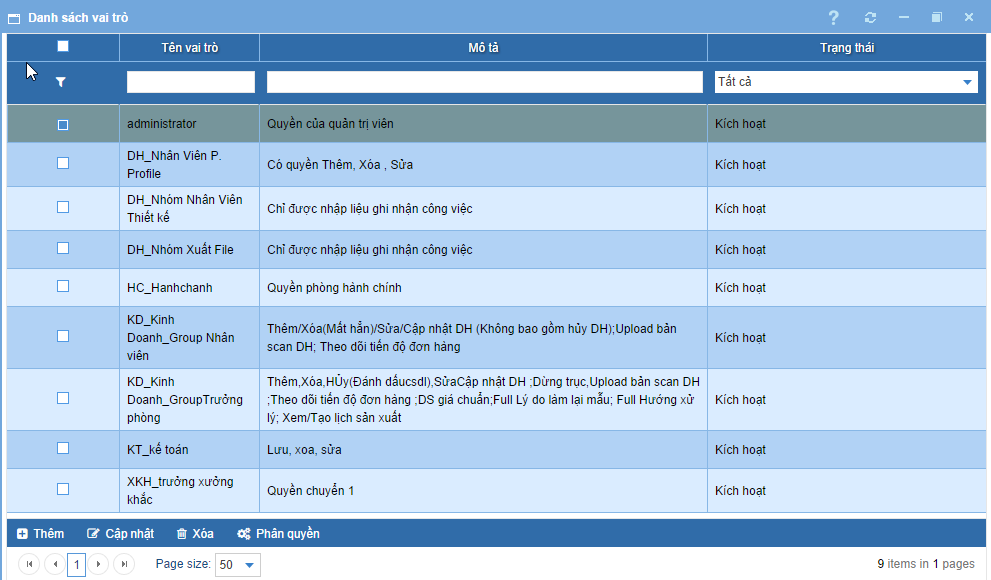 Danh sách vai trò
Tên vai trò Mô tả Trạng thái
Tất cả
administrator Quyền của quản trị viên Kích hoạt
DH_Nhân Viên P.
Profile
Có quyền Thêm, Xóa , Sửa Kích hoạt
DH_Nhóm Nhân Viên
Thiết kế
Chỉ được nhập liệu ghi nhận công việc Kích hoạt
DH_Nhóm Xuất File Chỉ được nhập liệu ghi nhận công việc Kích hoạt
HC_Hanhchanh Quyền phòng hành chính Kích hoạt
KD_Kinh
Doanh_Group Nhân
viên
Thêm/Xóa(Mất hẳn)/Sửa/Cập nhật DH (Không bao gồm hủy DH);Upload bản
scan DH; Theo dõi tiến độ đơn hàng
Kích hoạt
KD_Kinh
Doanh_GroupTrưởng
phòng
Thêm,Xóa,HỦy(Đánh dấucsdl),SửaCập nhật DH ;Dừng trục,Upload bản scan DH
;Theo dõi tiến độ đơn hàng ;DS giá chuẩn;Full Lý do làm lại mẫu; Full Hướng xử
lý; Xem/Tạo lịch sản xuất
Kích hoạt
KT_kế toán Lưu, xoa, sửa Kích hoạt
XKH_trưởng xưởng
khắc
Quyền chuyển 1 Kích hoạt
Thêm Cập nhật Xóa Phân quyền
1 Page size: 50 9 items in 1 pages